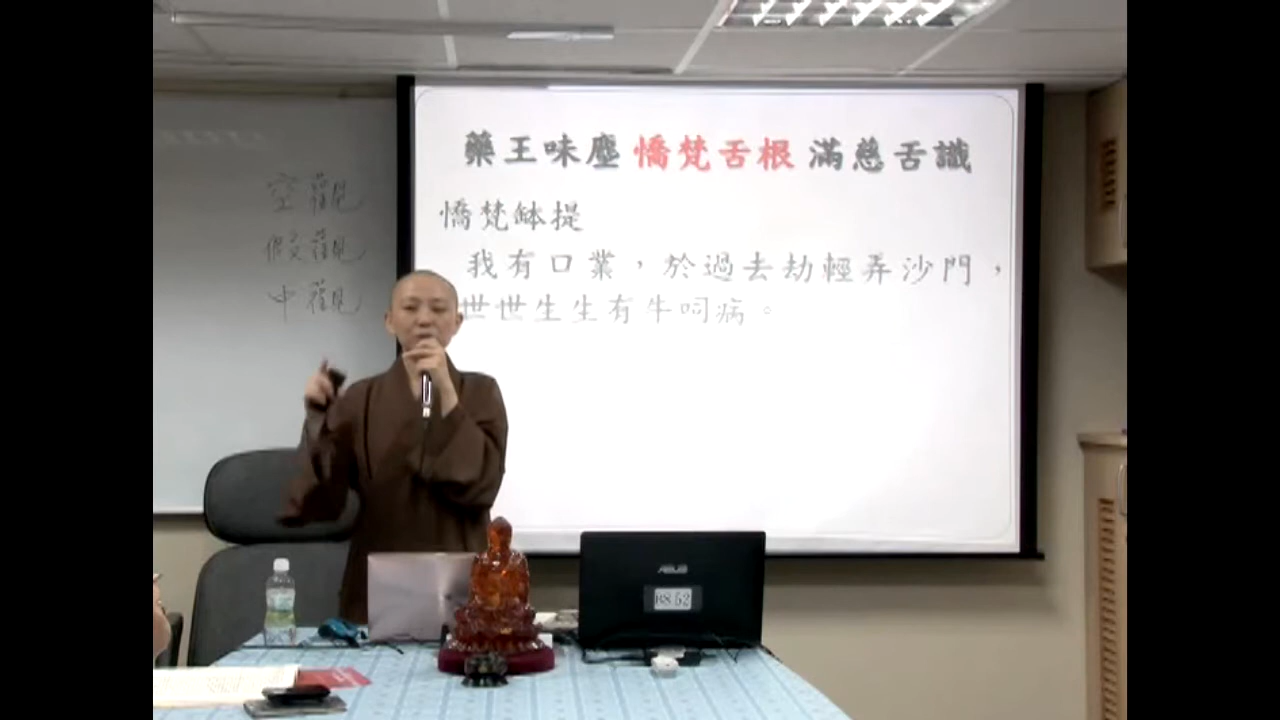 空觀
假觀
中觀
藥王味塵 憍梵舌根 滿慈舌識
憍梵缽提
我有口業，於過去劫輕弄沙門，
世世生生有牛呞病。
ASUS
BS52